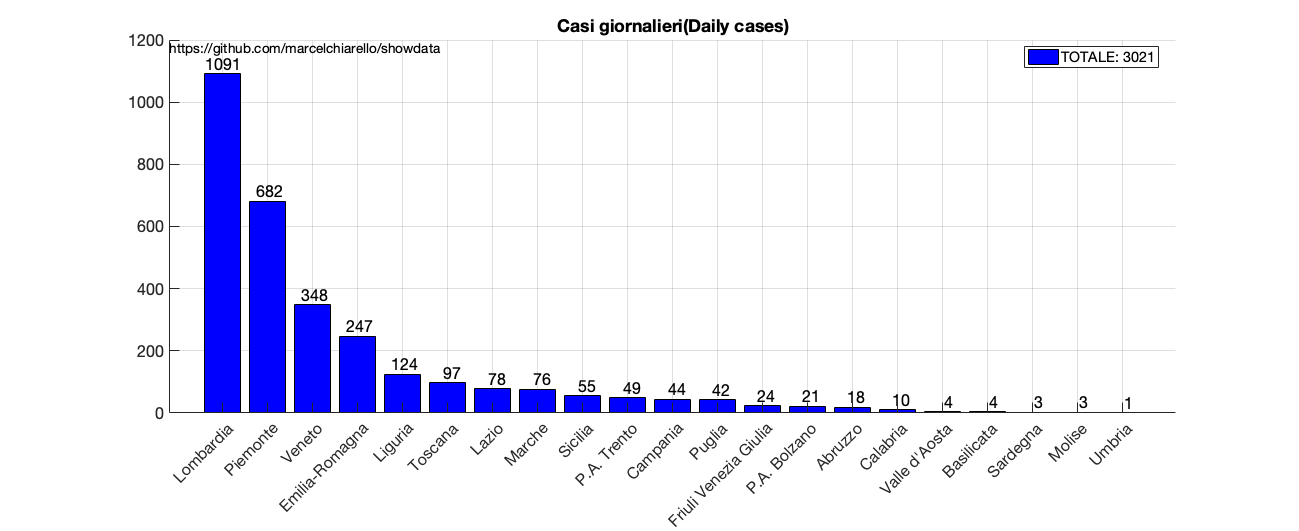 Casi giornalieri(Daily cases)
https://github.com/marcelchiarello/showdata
TOTALE: 3021
1200
1000
800
600
400
200
0
1091
682
348
247
124
97
78
76
55
49
44
42
24
21
18
10
4
4
3
3
1
Lombardia
Piemonte
Veneto
Emilia-Romagna
Liguria
Toscana
Lazio
Marche
Sicilia
P.A. Trento
Campania
Puglia
Friuli Venezia Giulia
P.A. Bolzano
Abruzzo
Calabria
Valle d'Aosta
Basilicata
Sardegna
Molise
Umbria